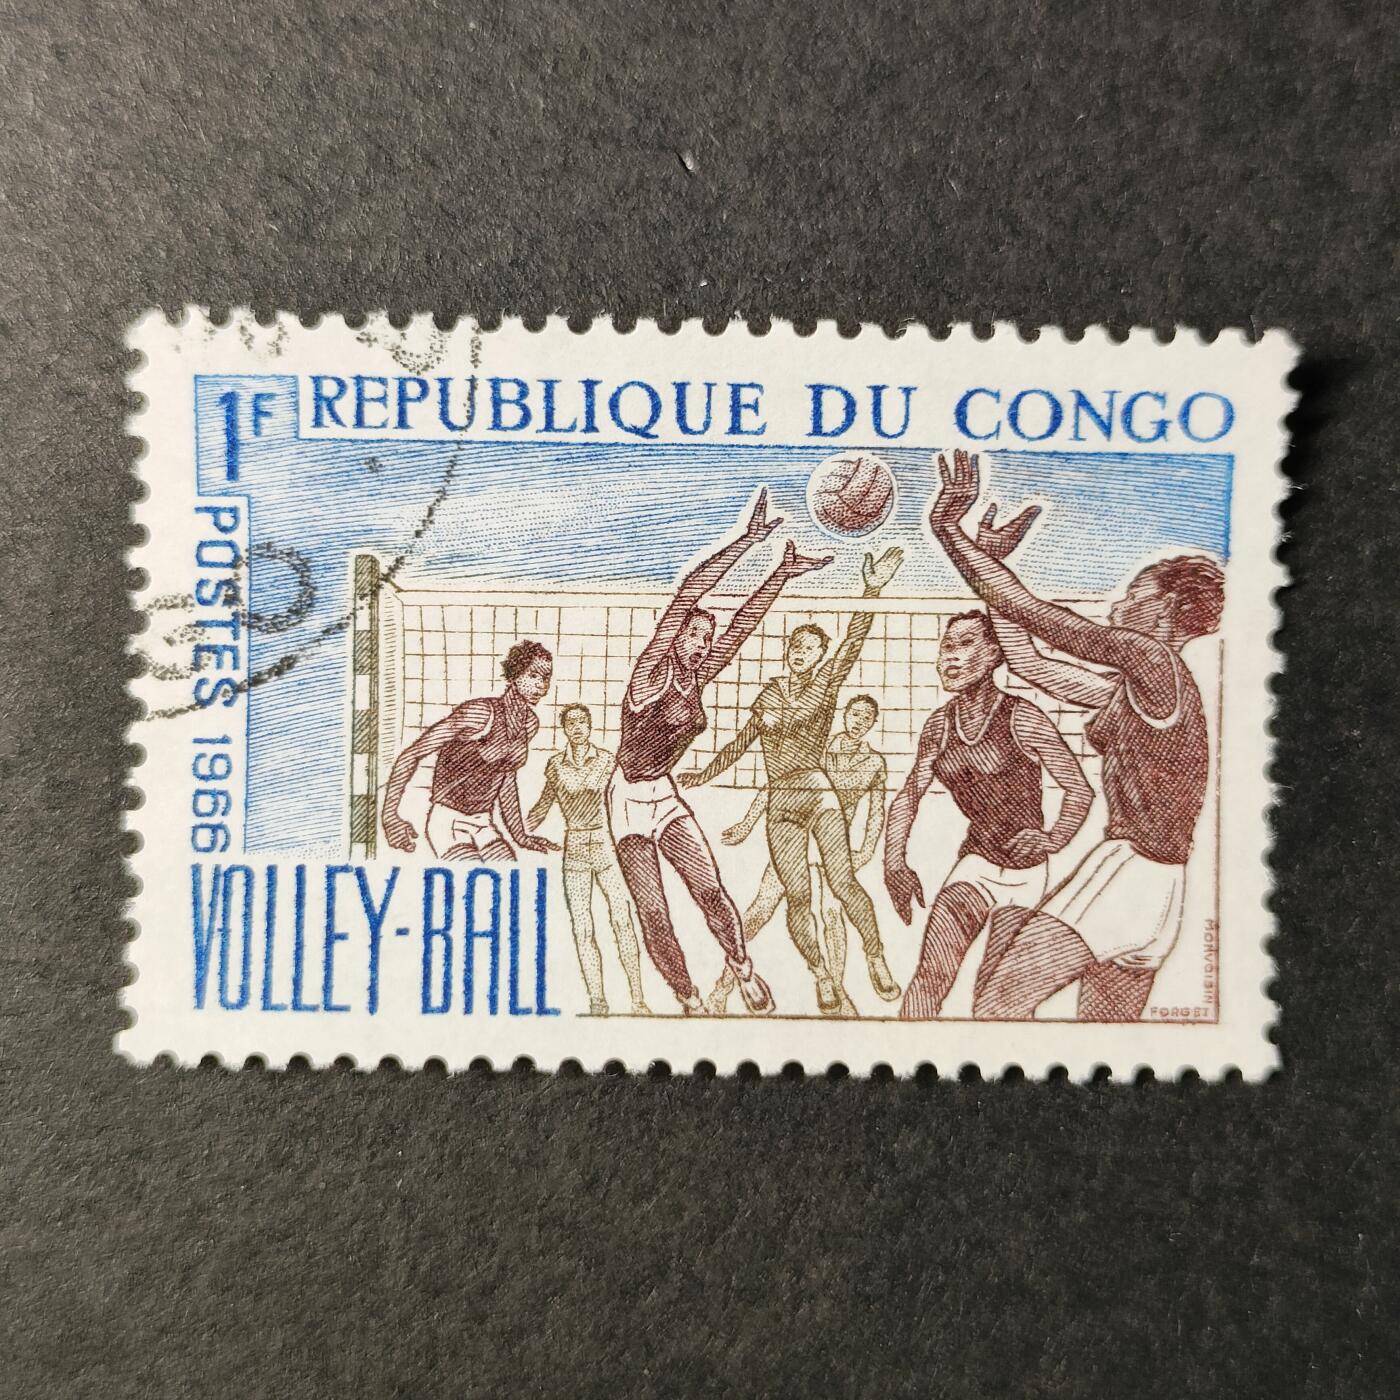 1F REPUBLIQUE DU CONGO
POSTES 1966
VOLLEY-BALL
FORGET
MONVOISIN